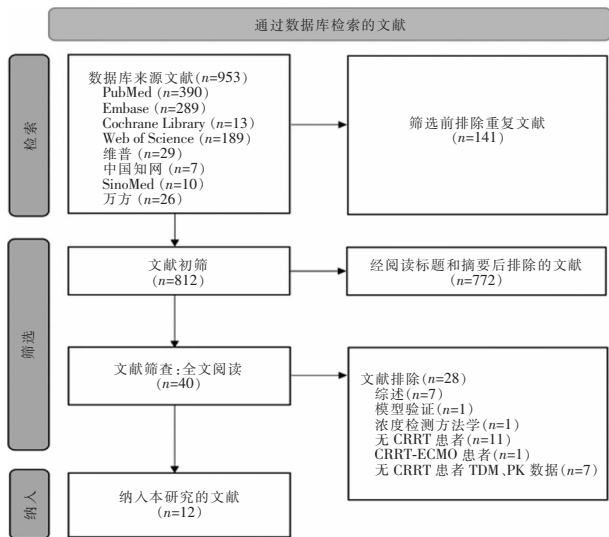 通过数据库检索的文献
检索
数据库来源文献(n=953)
PubMed (n=390)
Embase (n=289)
Cochrane Library (n=13)
Web of Science (n=189)
维普(n=29)
中国知网(n=7)
SinoMed (n=10)
万方(n=26)
筛选前排除重复文献
(n=141)
筛选
文献初筛
(n=812)
经阅读标题和摘要后排除的文献
(n=772)
文献筛查:全文阅读
(n=40)
文献排除(n=28)
综述(n=7)
模型验证(n=1)
浓度检测方法学(n=1)
无 CRRT 患者(n=11)
CRRT-ECMO 患者(n=1)
无 CRRT 患者 TDM、PK 数据(n=7)
纳入
纳入本研究的文献
(n=12)